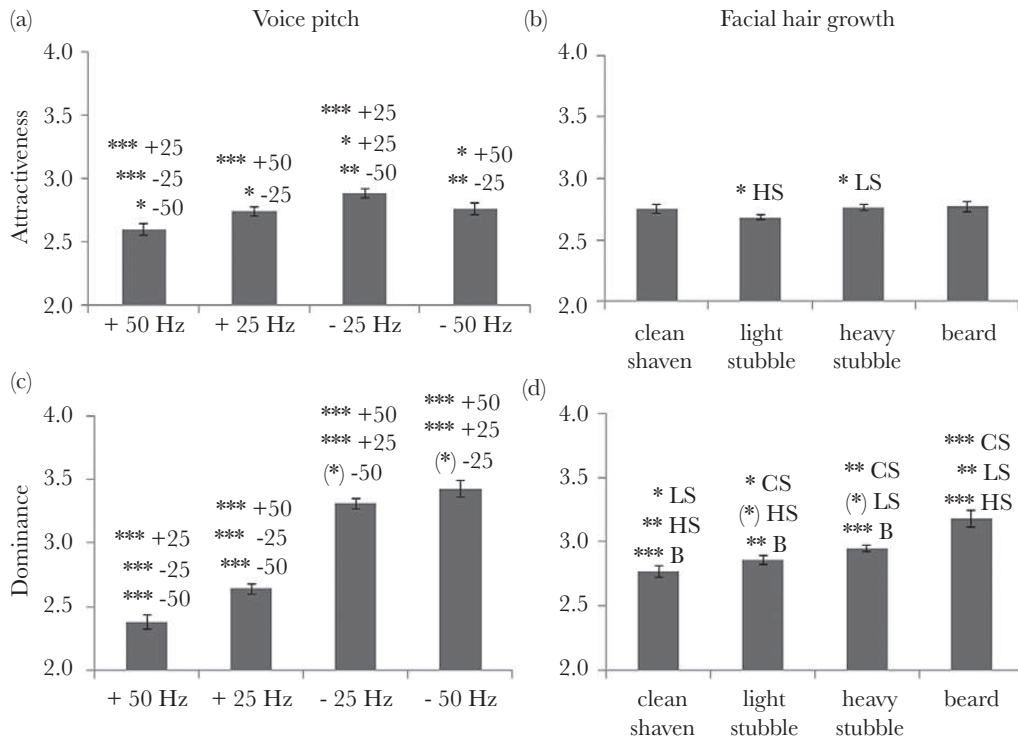 (a)
Voice pitch
Attractiveness
4.0
3.5
3.0
2.5
2.0
*** +25
*** -25
* -50
*** +50
* -25
*** +25
* +25
** -50
* +50
** -25
+ 50 Hz
+ 25 Hz
- 25 Hz
- 50 Hz
(b)
Facial hair growth
4.0
3.5
3.0
2.5
2.0
* HS
* LS
clean
shaven
light
stubble
heavy
stubble
beard
(c)
Dominance
4.0
3.5
3.0
2.5
2.0
*** +25
*** -25
*** -50
*** +50
*** -25
*** -50
*** +50
*** +25
(*) -50
*** +50
*** +25
(*) -25
+ 50 Hz
+ 25 Hz
- 25 Hz
- 50 Hz
(d)
4.0
3.5
3.0
2.5
2.0
* LS
** HS
*** B
* CS
(*) HS
** B
** CS
(*) LS
*** B
*** CS
** LS
*** HS
clean
shaven
light
stubble
heavy
stubble
beard